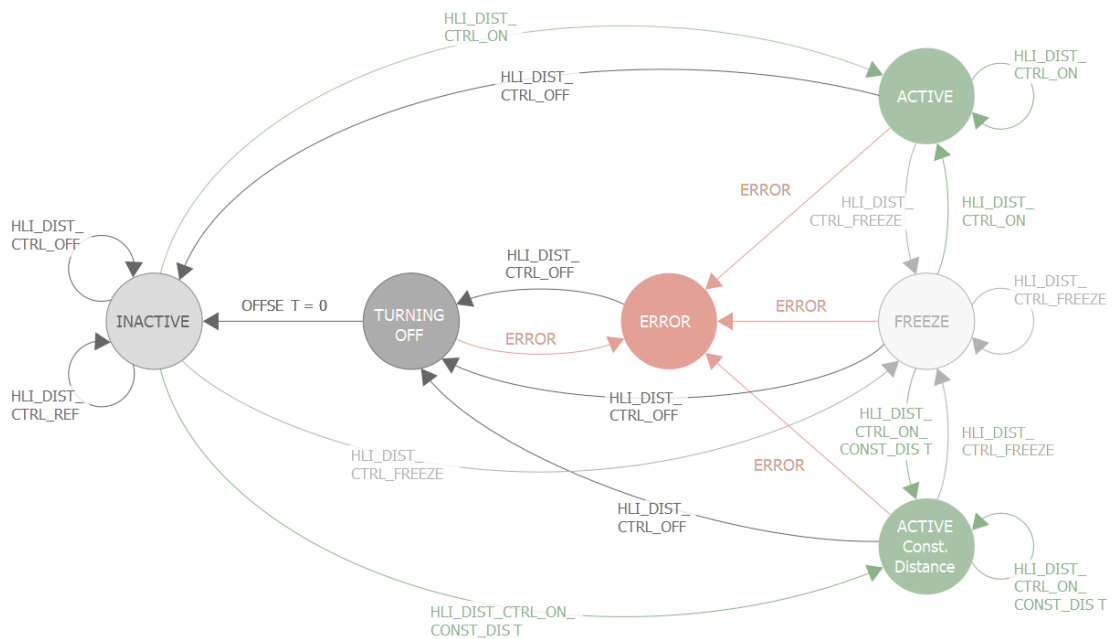 HLI_DIST_
CTRL_ON
HLI_DIST_
CTRL_OFF
ACTIVE
HLI_DIST_
CTRL_ON
ERROR
HLI_DIST_
CTRL_FREEZE
HLI_DIST_
CTRL_ON
HLI_DIST_
CTRL_OFF
HLI_DIST_
CTRL_OFF
INACTIVE
OFFSE T = 0
TURNING
OFF
ERROR
ERROR
ERROR
FREEZE
HLI_DIST_
CTRL_FREEZE
HLI_DIST_
CTRL_REF
HLI_DIST_
CTRL_OFF
HLI_DIST_
CTRL_ON_
CONST_DIS T
HLI_DIST_
CTRL_FREEZE
HLI_DIST_
CTRL_FREEZE
ERROR
HLI_DIST_
CTRL_OFF
ACTIVE
Const.
Distance
HLI_DIST_
CTRL_ON_
CONST_DIS T
HLI_DIST_CTRL_ON_
CONST_DIS T